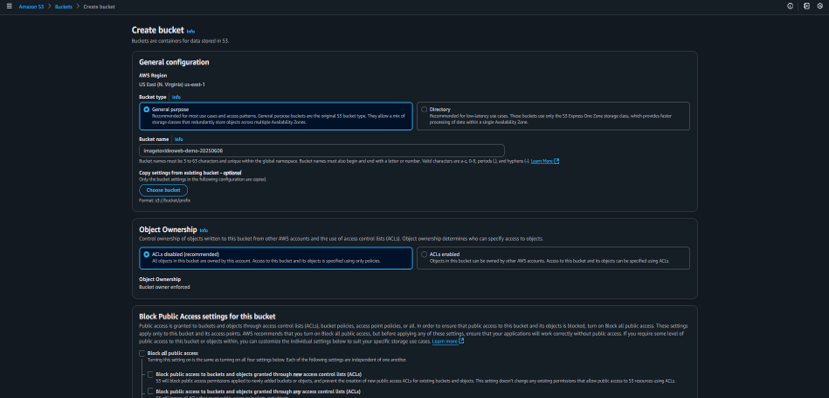 Amazon S3 > Buckets > Create bucket
Create bucket Info
Buckets are containers for data stored in S3.
General configuration
AWS Region
US East (N. Virginia) us-east-1
Bucket type | Info
General purpose
Recommended for most use cases and access patterns. General purpose buckets are the original S3 bucket type. They allow a mix of
storage classes that redundantly store objects across multiple Availability Zones.
Directory
Recommended for low-latency use cases. These buckets use only the S3 Express One Zone storage class, which provides faster
processing of data within a single Availability Zone.
Bucket name | Info
imagetovideoweb-demo-20250608
Bucket names must be 3 to 63 characters and unique within the global namespace. Bucket names must also begin and end with a letter or number. Valid characters are a-z, 0-9, periods (.), and hyphens (-). Learn More
Copy settings from existing bucket - optional
Only the bucket settings in the following configuration are copied.
Choose bucket
Format: s3://bucket/prefix
Object Ownership Info
Control ownership of objects written to this bucket from other AWS accounts and the use of access control lists (ACLs). Object ownership determines who can specify access to objects.
ACLs disabled (recommended)
All objects in this bucket are owned by this account. Access to this bucket and its objects is specified using only policies.
ACLs enabled
Objects in this bucket can be owned by other AWS accounts. Access to this bucket and its objects can be specified using ACLs.
Object Ownership
Bucket owner enforced
Block Public Access settings for this bucket
Public access is granted to buckets and objects through access control lists (ACLs), bucket policies, access point policies, or all. In order to ensure that public access to this bucket and its objects is blocked, turn on Block all public access. These settings
apply only to this bucket and its access points. AWS recommends that you turn on Block all public access, but before applying any of these settings, ensure that your applications will work correctly without public access. If you require some level of
public access to this bucket or objects within, you can customize the individual settings below to suit your specific storage use cases. Learn more
Block all public access
Turning this setting on is the same as turning on all four settings below. Each of the following settings are independent of one another.
Block public access to buckets and objects granted through new access control lists (ACLs)
S3 will block public access permissions applied to newly added buckets or objects, and prevent the creation of new public access ACLs for existing buckets and objects. This setting doesn't change any existing permissions that allow public access to S3 resources using ACLs.
Block public access to buckets and objects granted through any access control lists (ACLs)